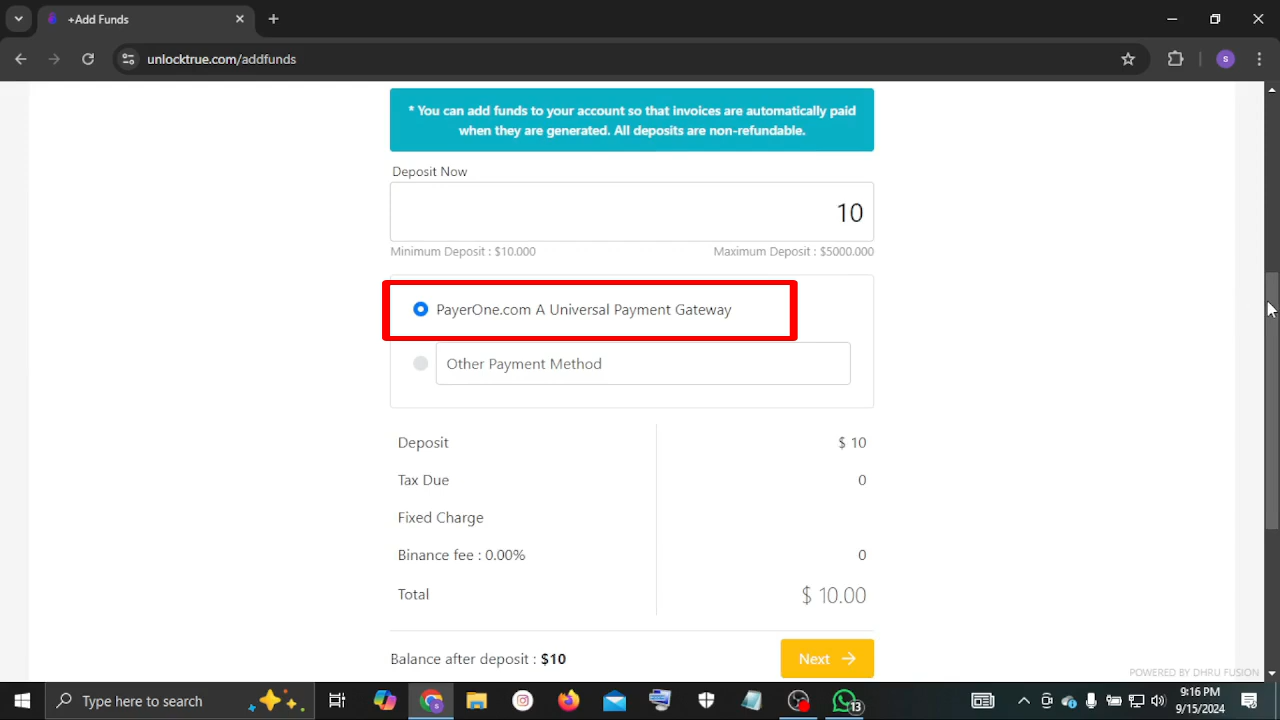 +Add Funds
unlocktrue.com/addfunds
S
* You can add funds to your account so that invoices are automatically paid
when they are generated. All deposits are non-refundable.
Deposit Now
10
Minimum Deposit : $10.000
Maximum Deposit : $5000.000
PayerOne.com A Universal Payment Gateway
Other Payment Method
Deposit
$ 10
Tax Due
0
Fixed Charge
Binance fee : 0.00%
0
Total
$ 10.00
Balance after deposit : $10
Next
POWERED BY DHRU FUSION
Type here to search
13
9:16 PM
9/15/2024